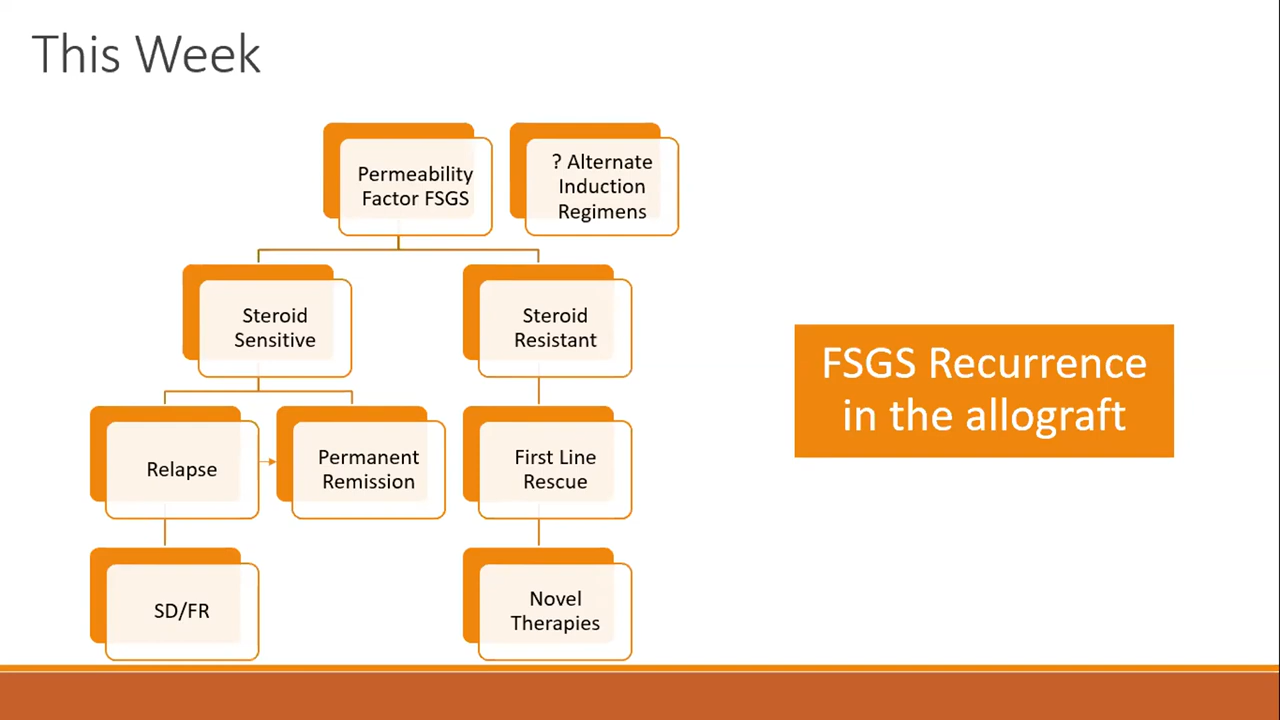 This Week
Permeability
Factor FSGS
? Alternate
Induction
Regimens
Steroid
Sensitive
Steroid
Resistant
FSGS Recurrence
in the allograft
Relapse
Permanent
Remission
First Line
Rescue
SD/FR
Novel
Therapies